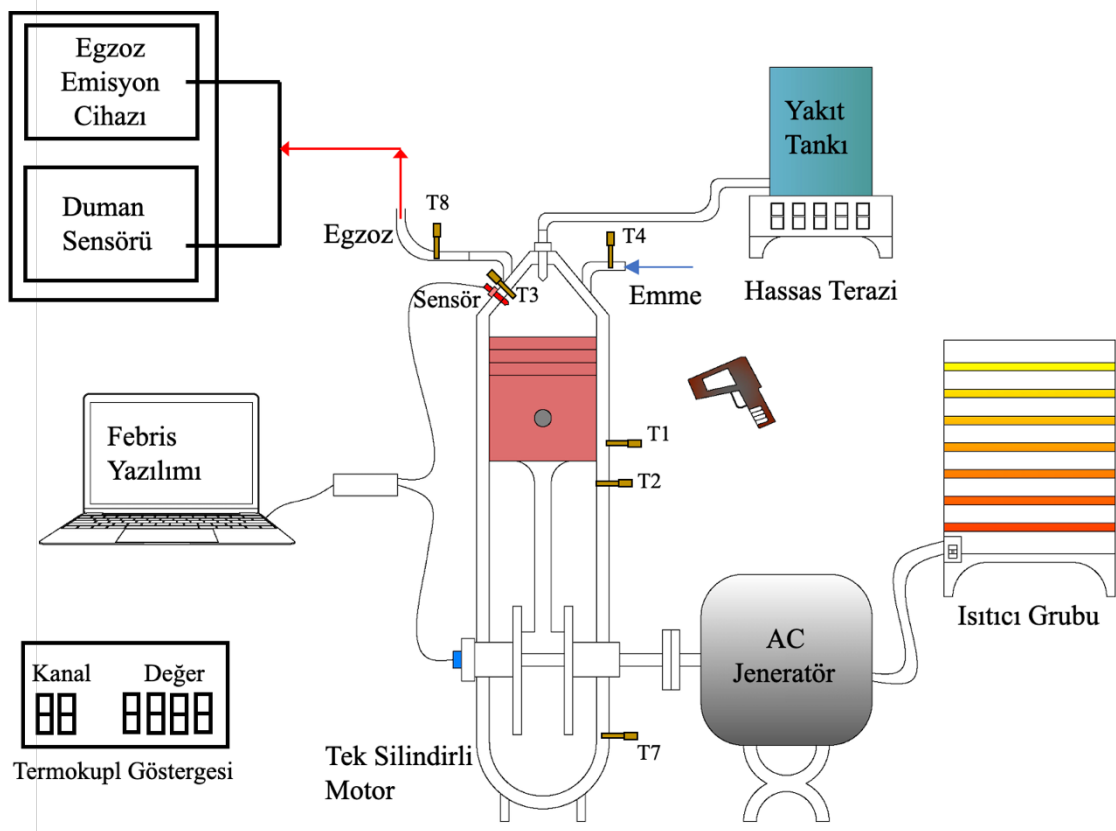 Egzoz
Emisyon
Cihazı
Duman
Sensörü
Egzoz
T8
T3
Sensör
T4
Emme
Yakıt
Tankı
Hassas Terazi
Febris
Yazılımı
T1
T2
Isıtıcı Grubu
AC
Jeneratör
Kanal
Değer
Termokupl Göstergesi
Tek Silindirli
Motor
T7